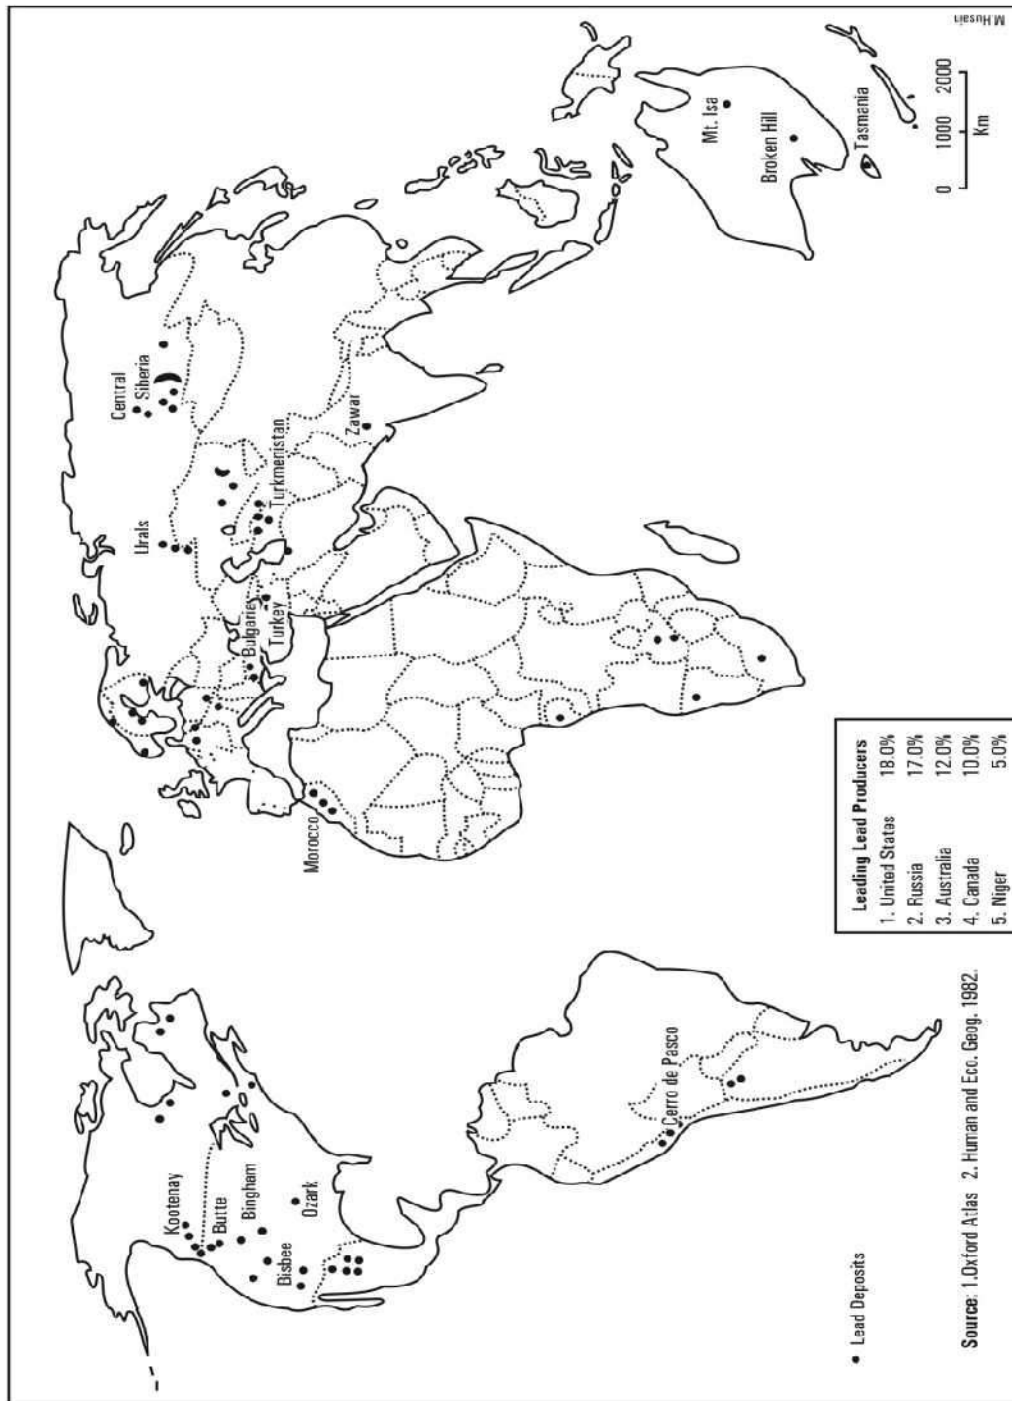 M Husain
Central
Siberia
Urals
Turkmenistan
Zawar
Bulgaria
Turkey
Morocco
Mt. Isa
Broken Hill
Tasmania
0 1000 2000
Km
Kootenay
Butte
Bingham
Ozark
Bisbee
Cerro de Pasco
Leading Lead Producers
1. United States 18.0%
2. Russia 17.0%
3. Australia 12.0%
4. Canada 10.0%
5. Niger 5.0%
Lead Deposits
Source: 1.Oxford Atlas 2. Human and Eco. Geog. 1982.